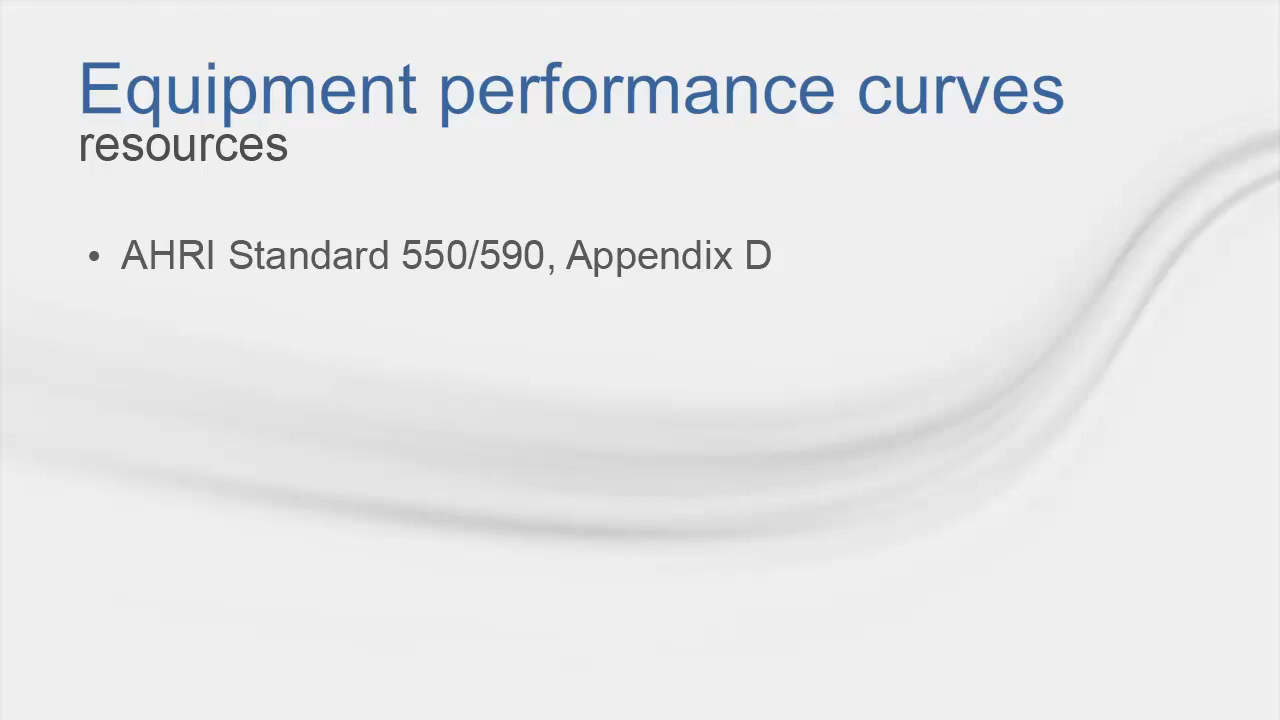 Equipment performance curves
resources
• AHRI Standard 550/590, Appendix D